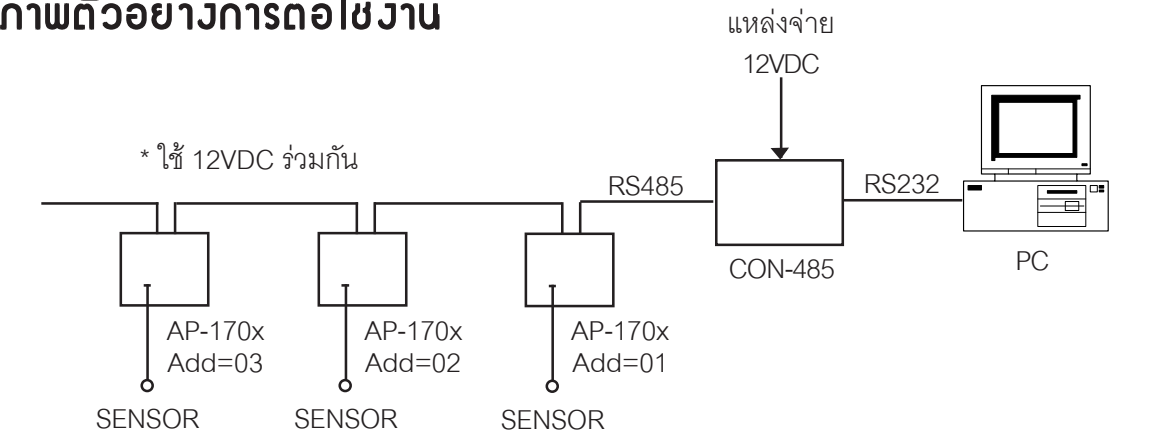 ภาพตัวอย่างการต่อใช้งาน
แหล่งจ่าย
12VDC
* ใช้ 12VDC ร่วมกัน
RS485
RS232
CON-485
PC
AP-170x
Add=03
AP-170x
Add=02
AP-170x
Add=01
SENSOR
SENSOR
SENSOR